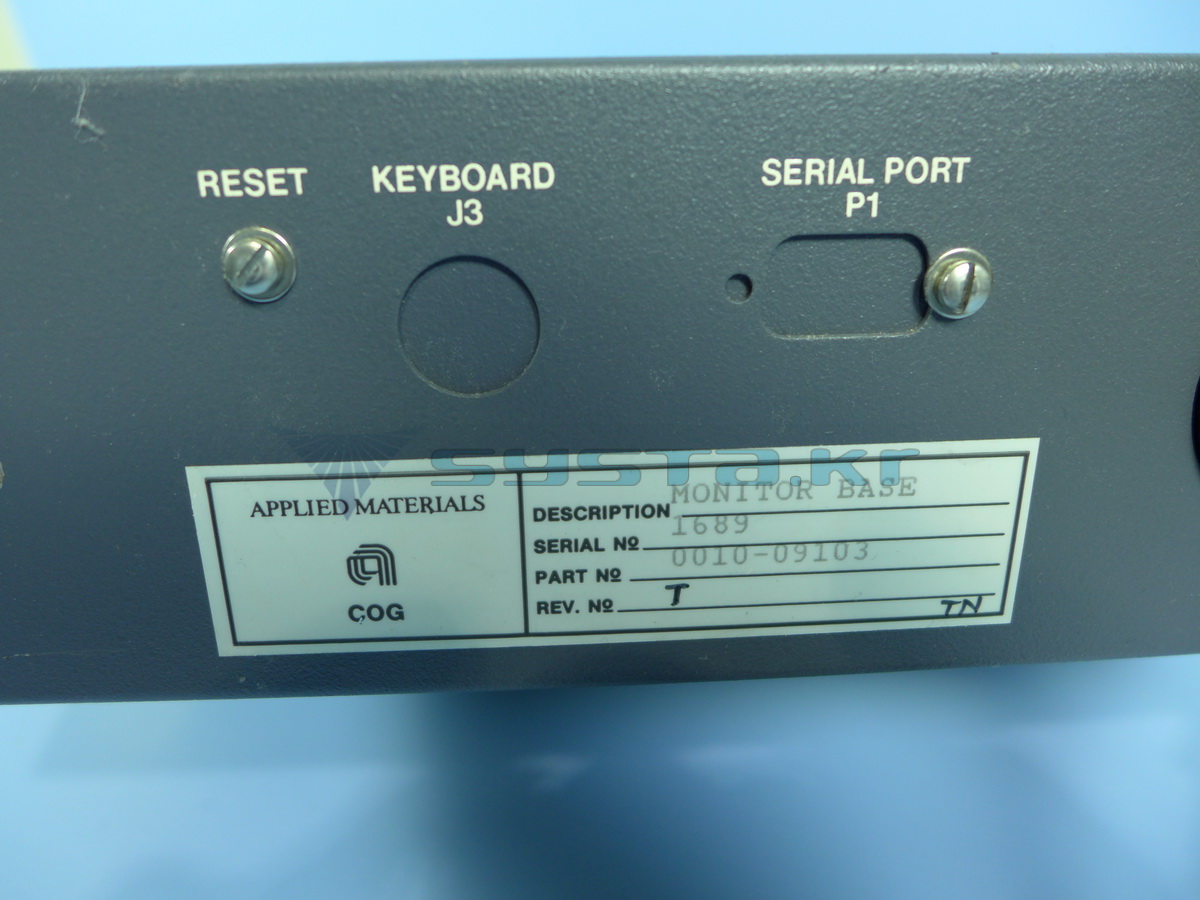 RESET
KEYBOARD
J3
SERIAL PORT
P1
systa.kr
APPLIED MATERIALS
COG
DESCRIPTION MONITOR BASE
SERIAL Nº 1689
PART Nº 0010-09103
REV. Nº T TN